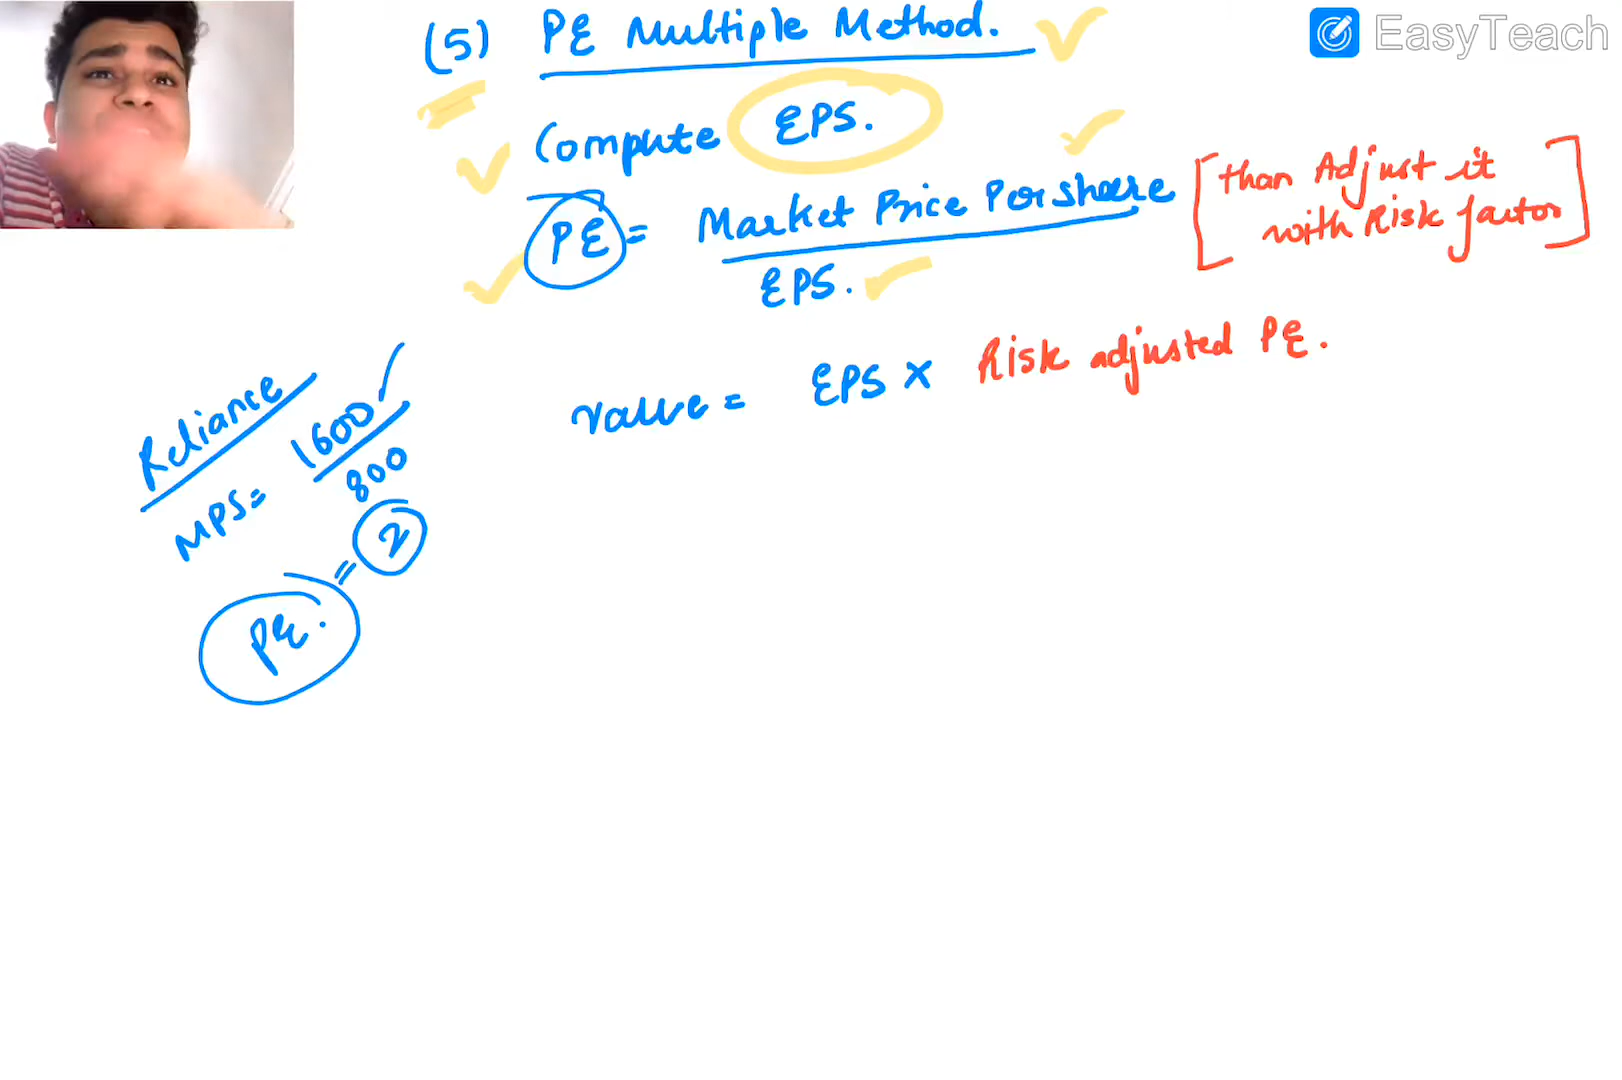 (5) PE Multiple Method.
EasyTeach
Compute EPS.
PE = Market Price Per share
EPS.
[than Adjust it
with Risk factor]
Value = EPS × Risk adjusted PE.
Reliance
MPS = 1600
800
= 2
PE.